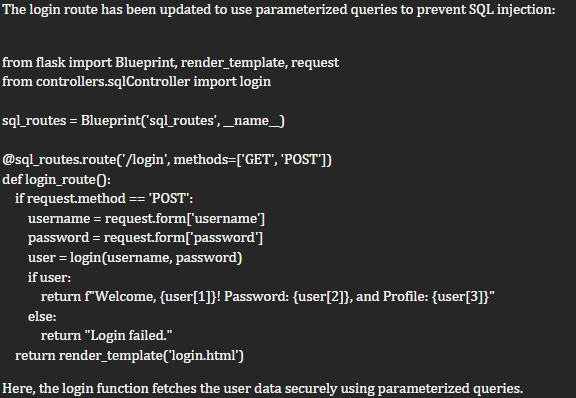 The login route has been updated to use parameterized queries to prevent SQL injection:
from flask import Blueprint, render_template, request
from controllers.sqlController import login
sql_routes = Blueprint('sql_routes', __name__)
@sql_routes.route('/login', methods=['GET', 'POST'])
def login_route():
if request.method == 'POST':
username = request.form['username']
password = request.form['password']
user = login(username, password)
if user:
return f"Welcome, {user[1]}! Password: {user[2]}, and Profile: {user[3]}"
else:
return "Login failed."
return render_template('login.html')
Here, the login function fetches the user data securely using parameterized queries.